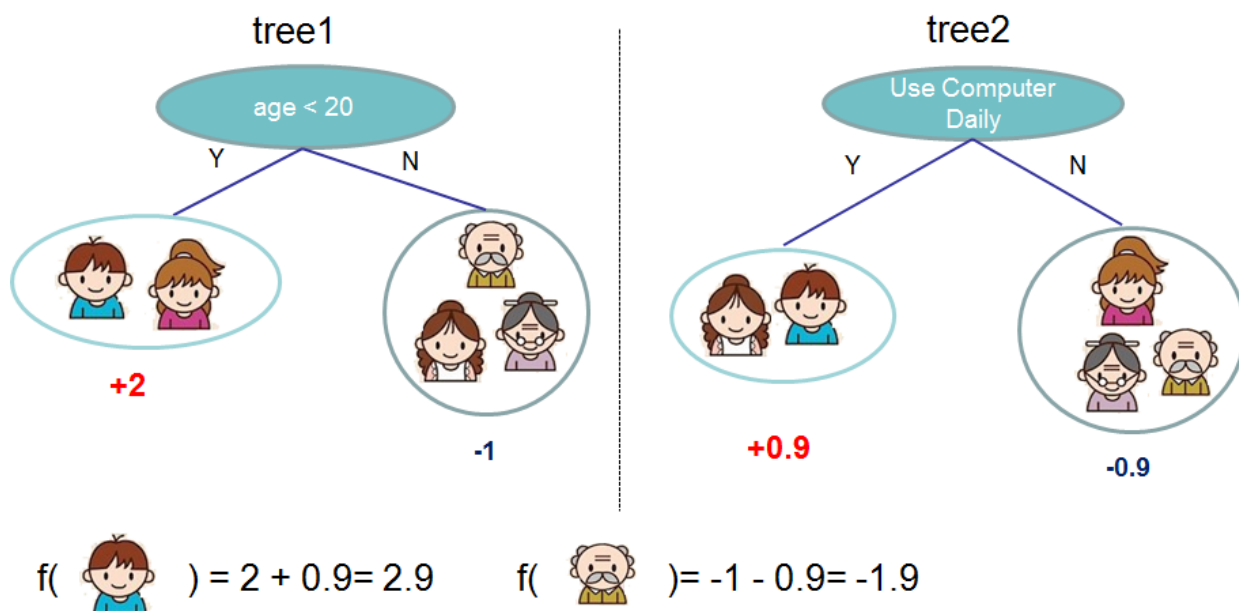 tree1
age < 20
Y
N
+2
-1
tree2
Use Computer
Daily
Y
N
+0.9
-0.9
f( ) = 2 + 0.9= 2.9
f( )= -1 - 0.9= -1.9